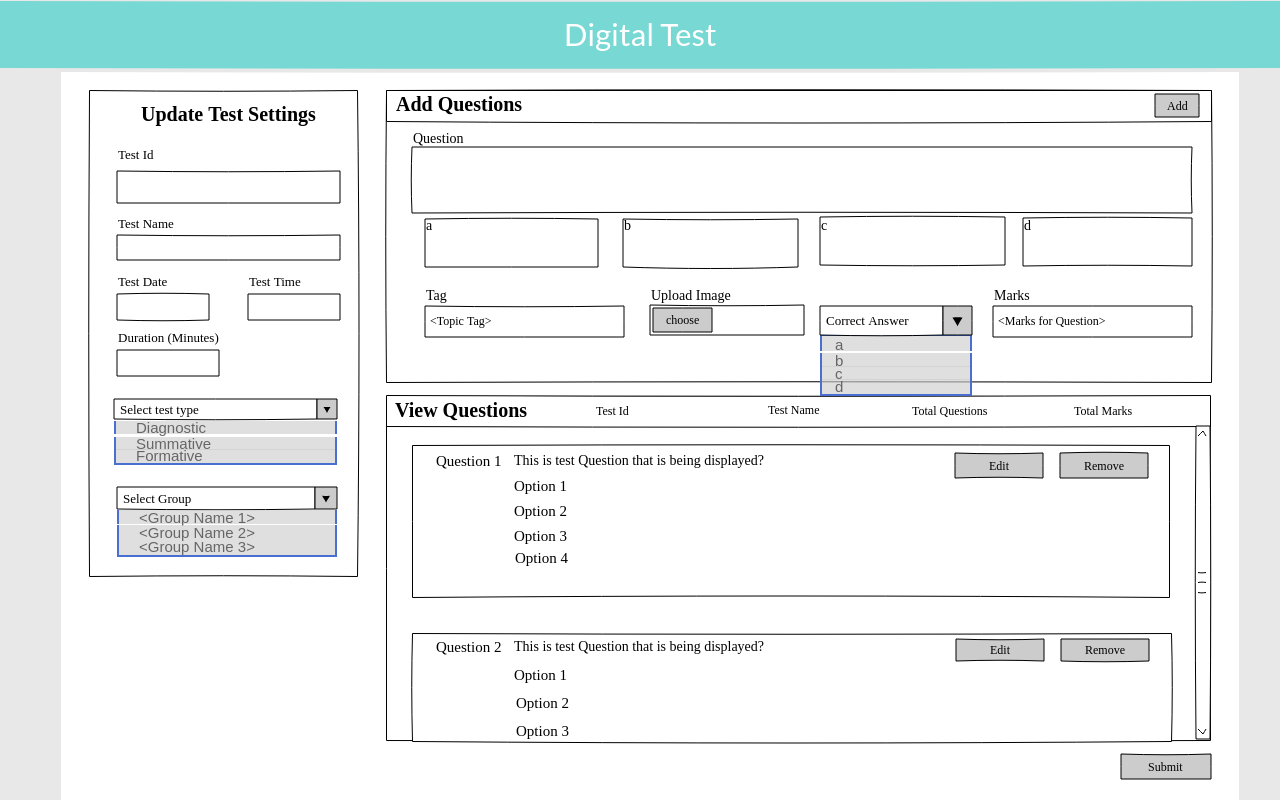 Digital Test
Update Test Settings
Test Id
Test Name
Test Date Test Time
Duration (Minutes)
Select test type
Diagnostic
Summative
Formative
Select Group
<Group Name 1>
<Group Name 2>
<Group Name 3>
Add Questions Add
Question
a b c d
Tag Upload Image Marks
<Topic Tag> choose Correct Answer <Marks for Question>
a
b
c
d
View Questions Test Id Test Name Total Questions Total Marks
Question 1 This is test Question that is being displayed? Edit Remove
Option 1
Option 2
Option 3
Option 4
Question 2 This is test Question that is being displayed? Edit Remove
Option 1
Option 2
Option 3
Submit